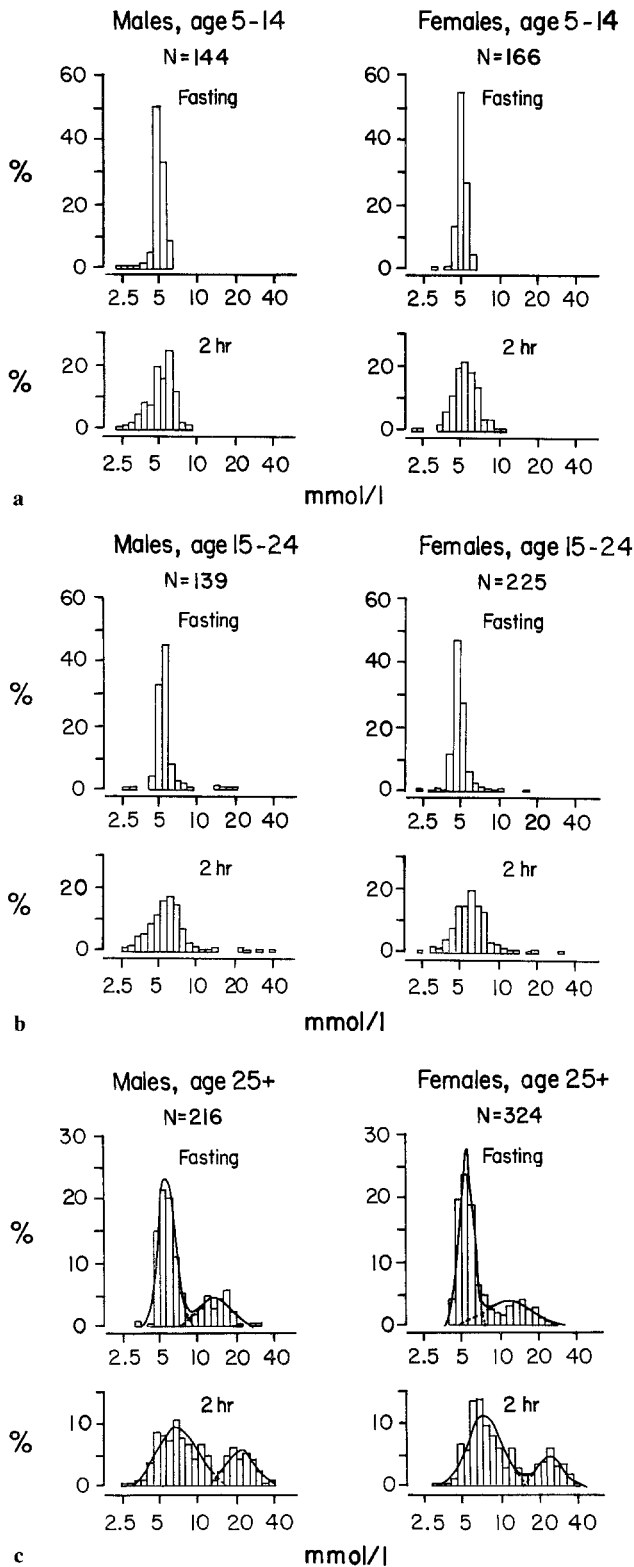 Males, age 5-14 Females, age 5-14
N=144 N=166
60 60
Fasting Fasting
40 40
% 
20 20
0 0
2.5 5 10 20 40 2.5 5 10 20 40
2 hr 2 hr
% 20 20
0 0
2.5 5 10 20 40 2.5 5 10 20 40
a mmol/l
Males, age 15-24 Females, age 15-24
N=139 N=225
60 60
Fasting Fasting
40 40
%
20 20
0 0
2.5 5 10 20 40 2.5 5 10 20 40
2 hr 2 hr
% 20 20
0 0
2.5 5 10 20 40 2.5 5 10 20 40
b mmol/l
Males, age 25+ Females, age 25+
N=216 N=324
30 30
Fasting Fasting
20 20
%
10 10
0 0
2.5 5 10 20 40 2.5 5 10 20 40
2 hr 2 hr
% 10 10
0 0
2.5 5 10 20 40 2.5 5 10 20 40
c mmol/l